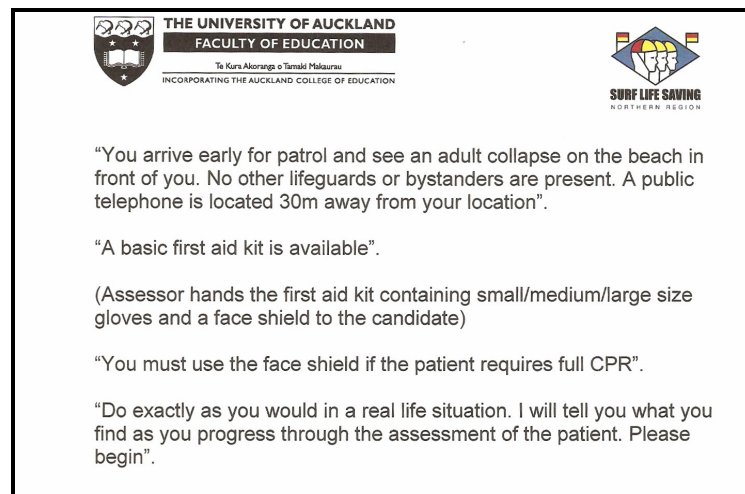 THE UNIVERSITY OF AUCKLAND
FACULTY OF EDUCATION
Te Kura Akoranga o Tamaki Makaurau
INCORPORATING THE AUCKLAND COLLEGE OF EDUCATION
SURF LIFE SAVING
NORTHERN REGION
“You arrive early for patrol and see an adult collapse on the beach in
front of you. No other lifeguards or bystanders are present. A public
telephone is located 30m away from your location”.
“A basic first aid kit is available”.
(Assessor hands the first aid kit containing small/medium/large size
gloves and a face shield to the candidate)
“You must use the face shield if the patient requires full CPR”.
“Do exactly as you would in a real life situation. I will tell you what you
find as you progress through the assessment of the patient. Please
begin”.